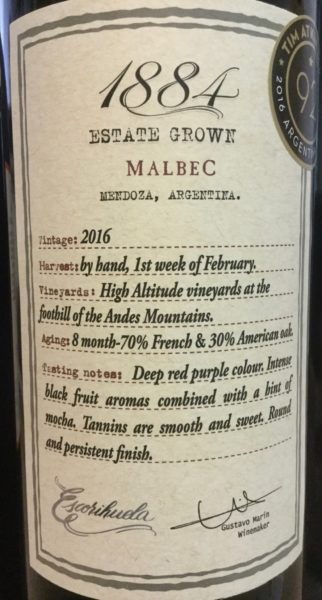 1884
ESTATE GROWN
MALBEC
MENDOZA, ARGENTINA.
TIM
92
2016
Vintage: 2016
Harvest: by hand, 1st week of February.
Vineyards: High Altitude vineyards at the
foothill of the Andes Mountains.
Aging: 8 month-70% French & 30% American oak.
Tasting notes: Deep red purple colour. Intense
black fruit aromas combined with a hint of
mocha. Tannins are smooth and sweet. Round
and persistent finish.
Escorihuela
Gustavo Marín
Winemaker